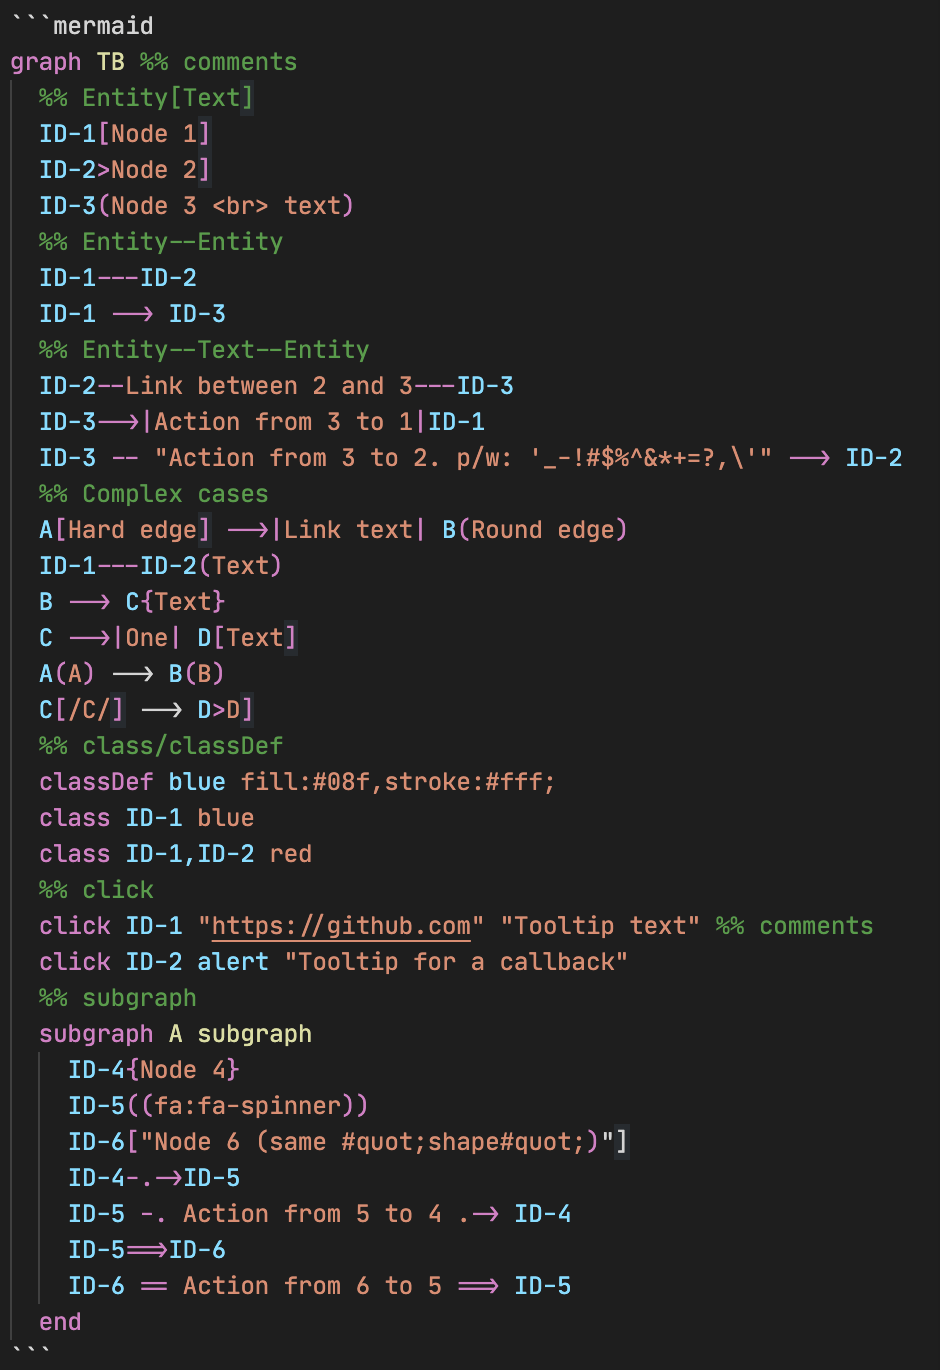 ```mermaid
graph TB %% comments
  %% Entity[Text]
  ID-1[Node 1]
  ID-2>Node 2]
  ID-3(Node 3 <br> text)
  %% Entity--Entity
  ID-1---ID-2
  ID-1 --> ID-3
  %% Entity--Text--Entity
  ID-2--Link between 2 and 3---ID-3
  ID-3-->|Action from 3 to 1|ID-1
  ID-3 -- "Action from 3 to 2. p/w: '_-!#$%^&*+=?,\'" --> ID-2
  %% Complex cases
  A[Hard edge] -->|Link text| B(Round edge)
  ID-1---ID-2(Text)
  B --> C{Text}
  C -->|One| D[Text]
  A(A) --> B(B)
  C[/C/] --> D>D]
  %% class/classDef
  classDef blue fill:#08f,stroke:#fff;
  class ID-1 blue
  class ID-1,ID-2 red
  %% click
  click ID-1 "https://github.com" "Tooltip text" %% comments
  click ID-2 alert "Tooltip for a callback"
  %% subgraph
  subgraph A subgraph
    ID-4{Node 4}
    ID-5((fa:fa-spinner))
    ID-6["Node 6 (same #quot;shape#quot;)"]
    ID-4-.->ID-5
    ID-5 -. Action from 5 to 4 .-> ID-4
    ID-5==>ID-6
    ID-6 == Action from 6 to 5 ==> ID-5
  end
```